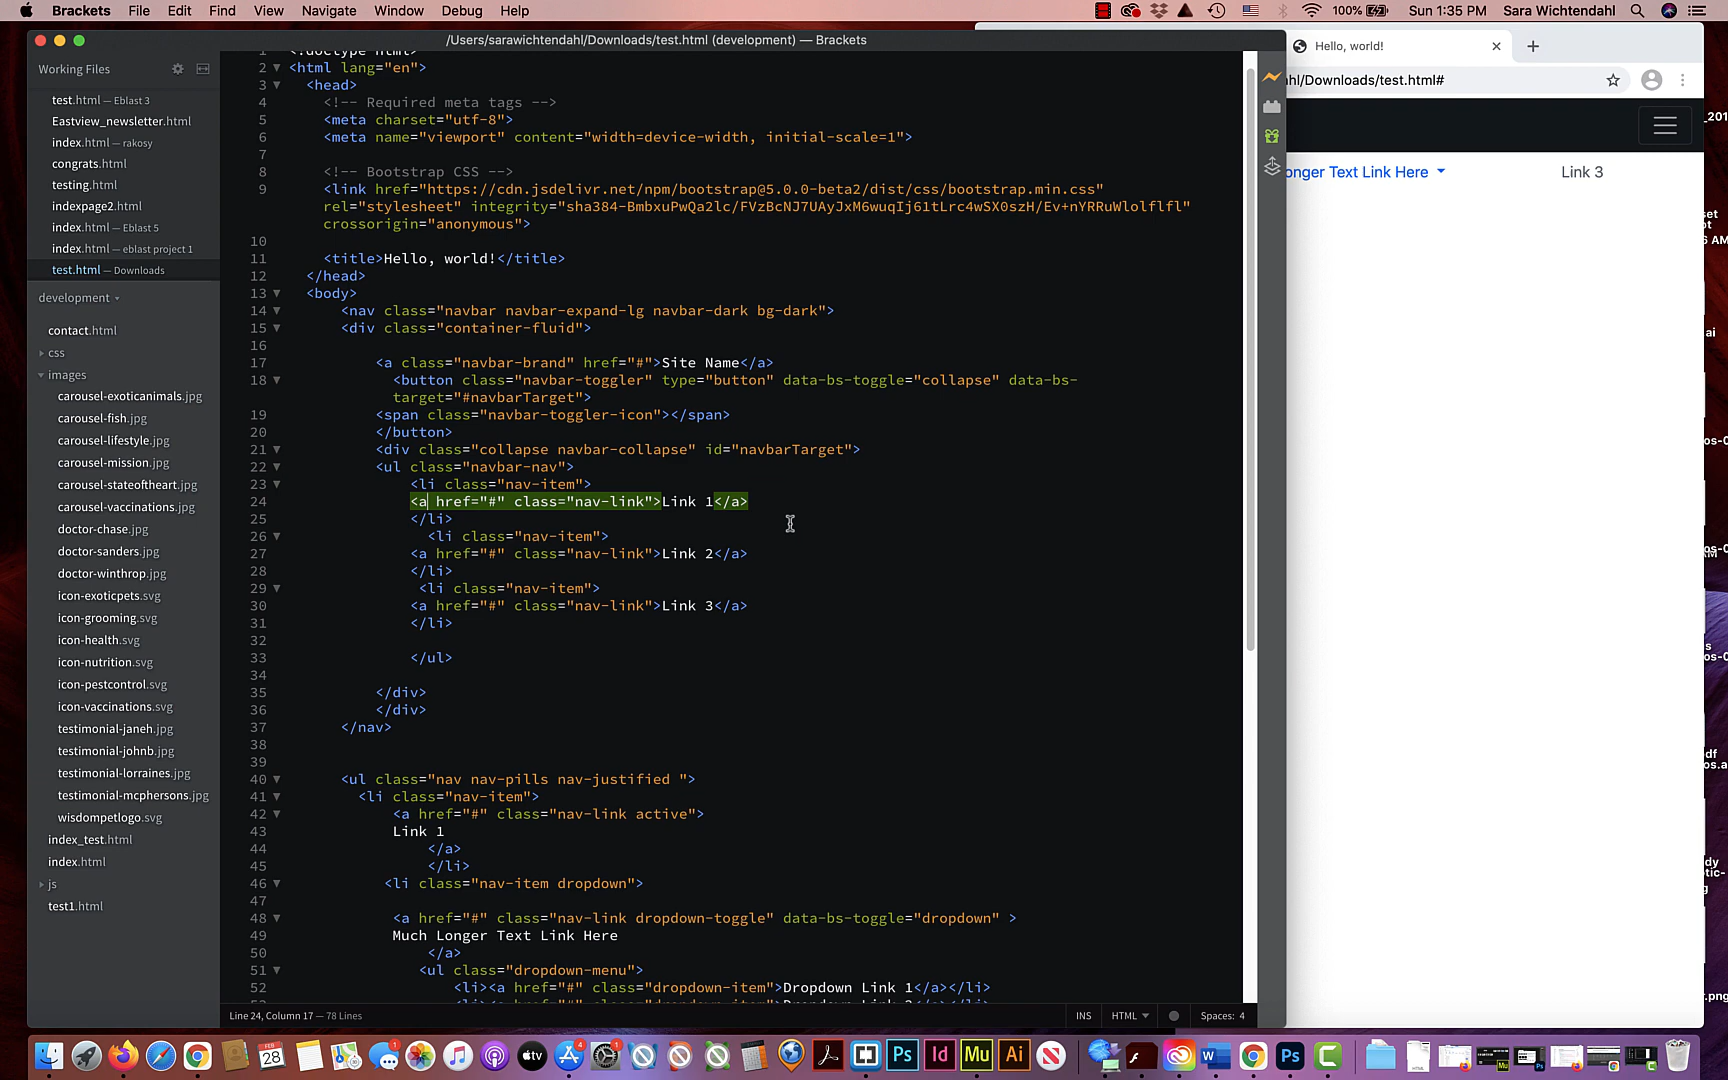 Brackets File Edit Find View Navigate Window Debug Help
100% Sun 1:35 PM Sara Wichtendahl
/Users/sarawichtendahl/Downloads/test.html (development) — Brackets
Hello, world!
hl/Downloads/test.html#
onger Text Link Here
Link 3
Working Files
test.html — Eblast 3
Eastview_newsletter.html
index.html — rakosy
congrats.html
testing.html
indexpage2.html
index.html — Eblast 5
index.html — eblast project 1
test.html — Downloads
development
contact.html
css
images
carousel-exoticanimals.jpg
carousel-fish.jpg
carousel-lifestyle.jpg
carousel-mission.jpg
carousel-stateoftheart.jpg
carousel-vaccinations.jpg
doctor-chase.jpg
doctor-sanders.jpg
doctor-winthrop.jpg
icon-exoticpets.svg
icon-grooming.svg
icon-health.svg
icon-nutrition.svg
icon-pestcontrol.svg
icon-vaccinations.svg
testimonial-janeh.jpg
testimonial-johnb.jpg
testimonial-lorraines.jpg
testimonial-mcphersons.jpg
wisdompetlogo.svg
index_test.html
index.html
js
test1.html
1 <!doctype html>
2 <html lang="en">
3 <head>
4 <!-- Required meta tags -->
5 <meta charset="utf-8">
6 <meta name="viewport" content="width=device-width, initial-scale=1">
7
8 <!-- Bootstrap CSS -->
9 <link href="https://cdn.jsdelivr.net/npm/bootstrap@5.0.0-beta2/dist/css/bootstrap.min.css"
rel="stylesheet" integrity="sha384-BmbxuPwQa2lc/FVzBcNJ7UAyJxM6wuqIj61tLrc4wSX0szH/Ev+nYRRuWlolflfl"
crossorigin="anonymous">
10
11 <title>Hello, world!</title>
12 </head>
13 <body>
14 <nav class="navbar navbar-expand-lg navbar-dark bg-dark">
15 <div class="container-fluid">
16
17 <a class="navbar-brand" href="#">Site Name</a>
18 <button class="navbar-toggler" type="button" data-bs-toggle="collapse" data-bs-
target="#navbarTarget">
19 <span class="navbar-toggler-icon"></span>
20 </button>
21 <div class="collapse navbar-collapse" id="navbarTarget">
22 <ul class="navbar-nav">
23 <li class="nav-item">
24 <a href="#" class="nav-link">Link 1</a>
25 </li>
26 <li class="nav-item">
27 <a href="#" class="nav-link">Link 2</a>
28 </li>
29 <li class="nav-item">
30 <a href="#" class="nav-link">Link 3</a>
31 </li>
32
33 </ul>
34
35 </div>
36 </div>
37 </nav>
38
39
40 <ul class="nav nav-pills nav-justified ">
41 <li class="nav-item">
42 <a href="#" class="nav-link active">
43 Link 1
44 </a>
45 </li>
46 <li class="nav-item dropdown">
47
48 <a href="#" class="nav-link dropdown-toggle" data-bs-toggle="dropdown" >
49 Much Longer Text Link Here
50 </a>
51 <ul class="dropdown-menu">
52 <li><a href="#" class="dropdown-item">Dropdown Link 1</a></li>
Line 24, Column 17 — 78 Lines
INS HTML Spaces: 4
FEB
28
tv
Ps Id Mu Ai
W Ps